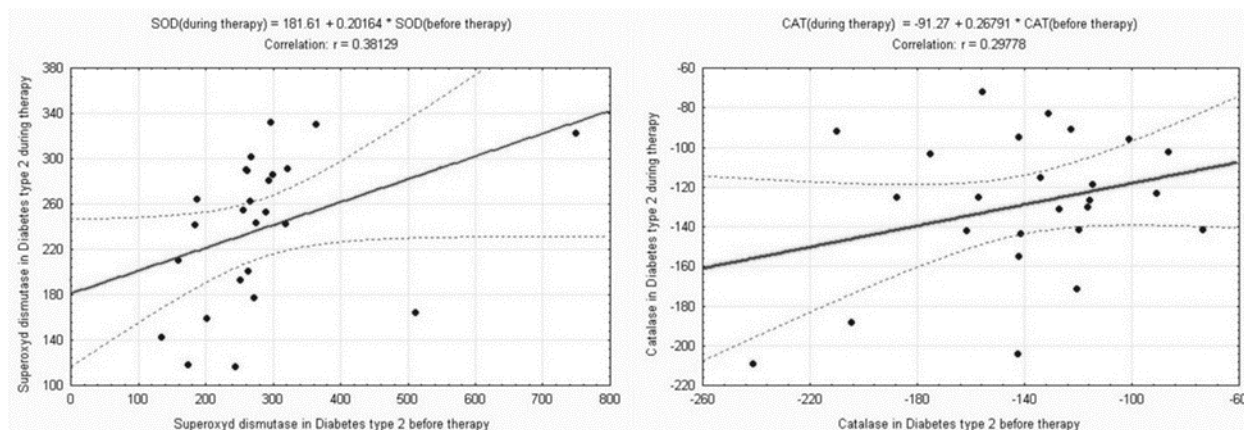 SOD(during therapy) = 181.61 + 0.20164 * SOD(before therapy)
Correlation: r = 0.38129
Superoxyd dismutase in Diabetes type 2 during therapy
380
340
300
260
220
180
140
100
0 100 200 300 400 500 600 700 800
Superoxyd dismutase in Diabetes type 2 before therapy
CAT(during therapy) = -91.27 + 0.26791 * CAT(before therapy)
Correlation: r = 0.29778
Catalase in Diabetes type 2 during therapy
-60
-80
-100
-120
-140
-160
-180
-200
-220
-260 -220 -180 -140 -100 -60
Catalase in Diabetes type 2 before therapy